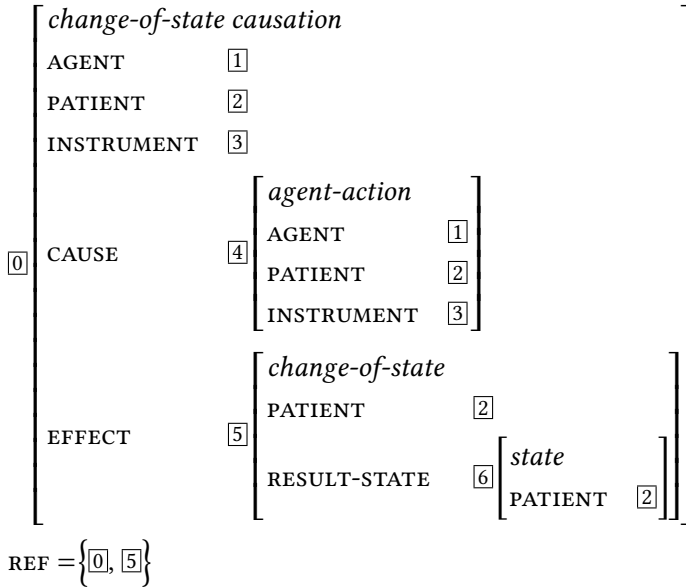 change-of-state causation
AGENT 1
PATIENT 2
INSTRUMENT 3
agent-action
AGENT 1
0 CAUSE 4
PATIENT 2
INSTRUMENT 3
change-of-state
PATIENT 2
EFFECT 5
state
RESULT-STATE 6
PATIENT 2
REF ={0, 5}